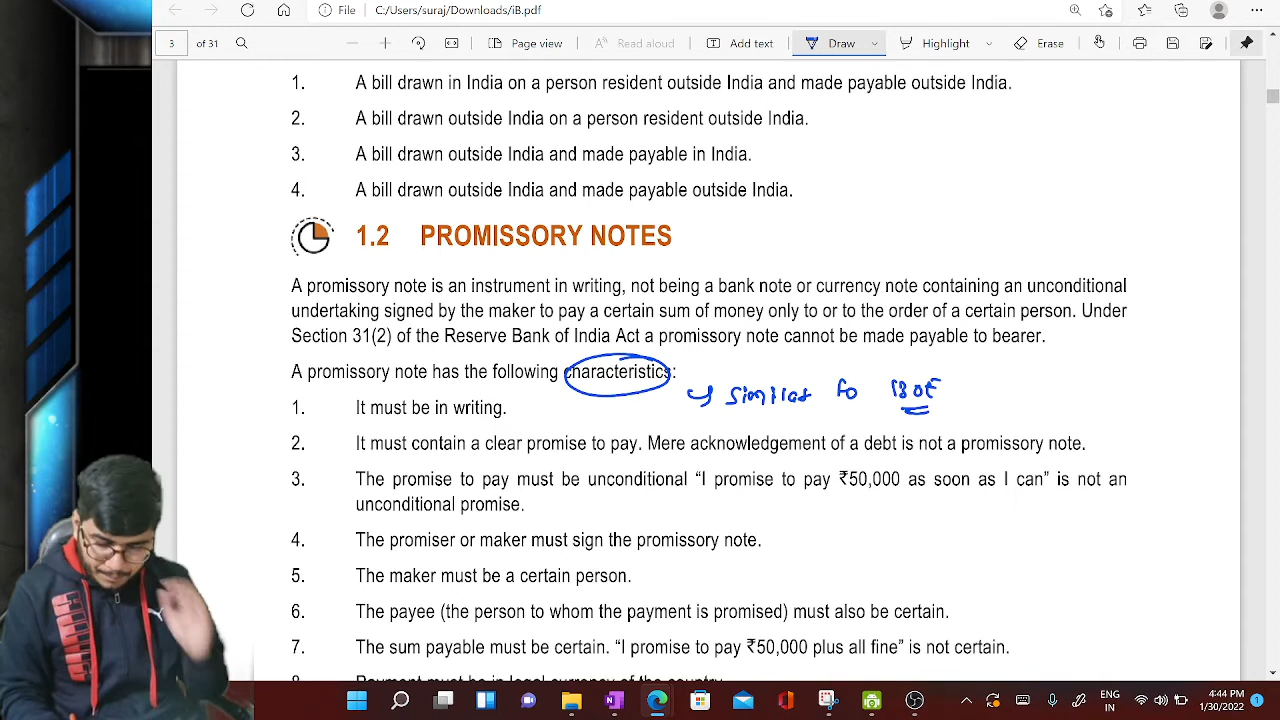 File C:/Users/suraj/Downloads/iB.pdf
3 of 31 Page view Read aloud Add text Draw Highlight Erase
1. A bill drawn in India on a person resident outside India and made payable outside India.
2. A bill drawn outside India on a person resident outside India.
3. A bill drawn outside India and made payable in India.
4. A bill drawn outside India and made payable outside India.
1.2 PROMISSORY NOTES
A promissory note is an instrument in writing, not being a bank note or currency note containing an unconditional
undertaking signed by the maker to pay a certain sum of money only to or to the order of a certain person. Under
Section 31(2) of the Reserve Bank of India Act a promissory note cannot be made payable to bearer.
A promissory note has the following characteristics:
similar to BOE
1. It must be in writing.
2. It must contain a clear promise to pay. Mere acknowledgement of a debt is not a promissory note.
3. The promise to pay must be unconditional “I promise to pay ₹50,000 as soon as I can” is not an
unconditional promise.
4. The promiser or maker must sign the promissory note.
5. The maker must be a certain person.
6. The payee (the person to whom the payment is promised) must also be certain.
7. The sum payable must be certain. “I promise to pay ₹50,000 plus all fine” is not certain.
8. Payment must be in legal currency of the country.
ENG
IN
4:44 PM
1/30/2022
1